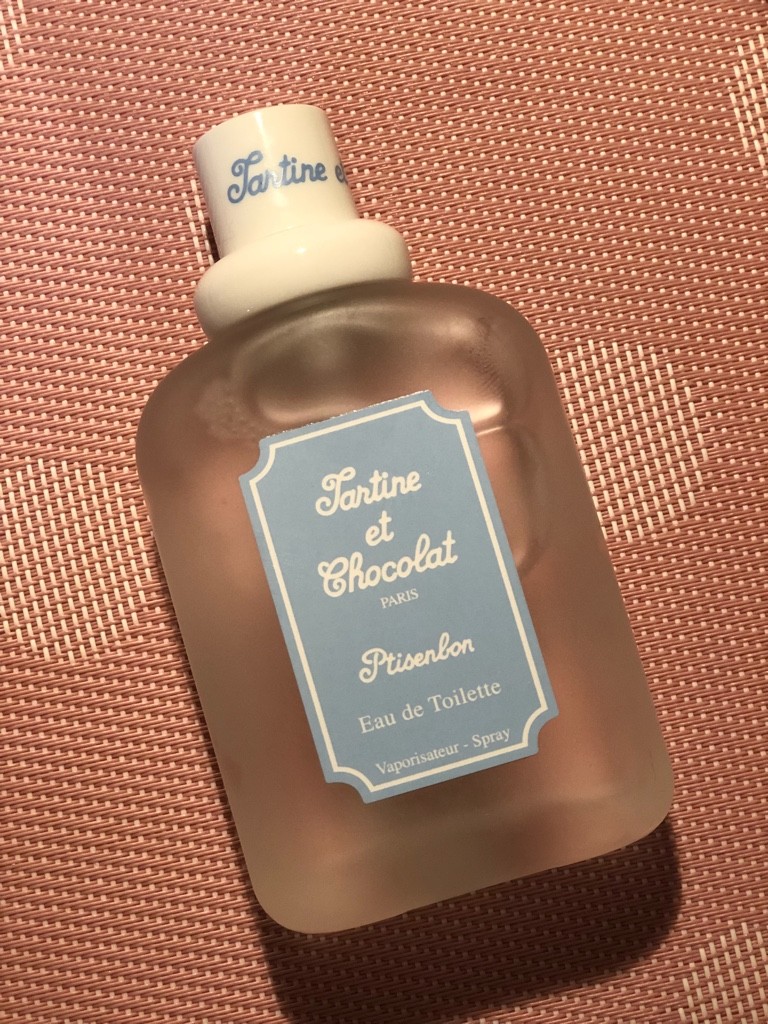 Tartine e
Tartine
et
Chocolat
PARIS
Ptisenbon
Eau de Toilette
Vaporisateur - Spray